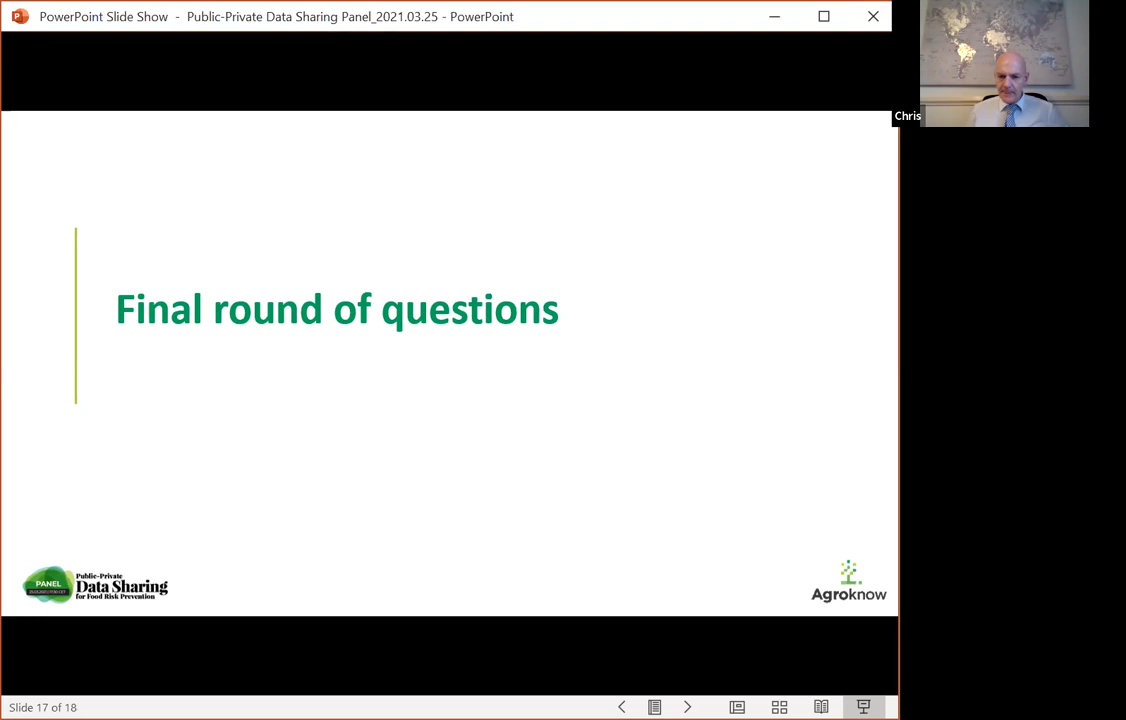 PowerPoint Slide Show - Public-Private Data Sharing Panel_2021.03.25 - PowerPoint
Chris
Final round of questions
PANEL
Public-Private
Data Sharing
for Food Risk Prevention
Agroknow
Slide 17 of 18